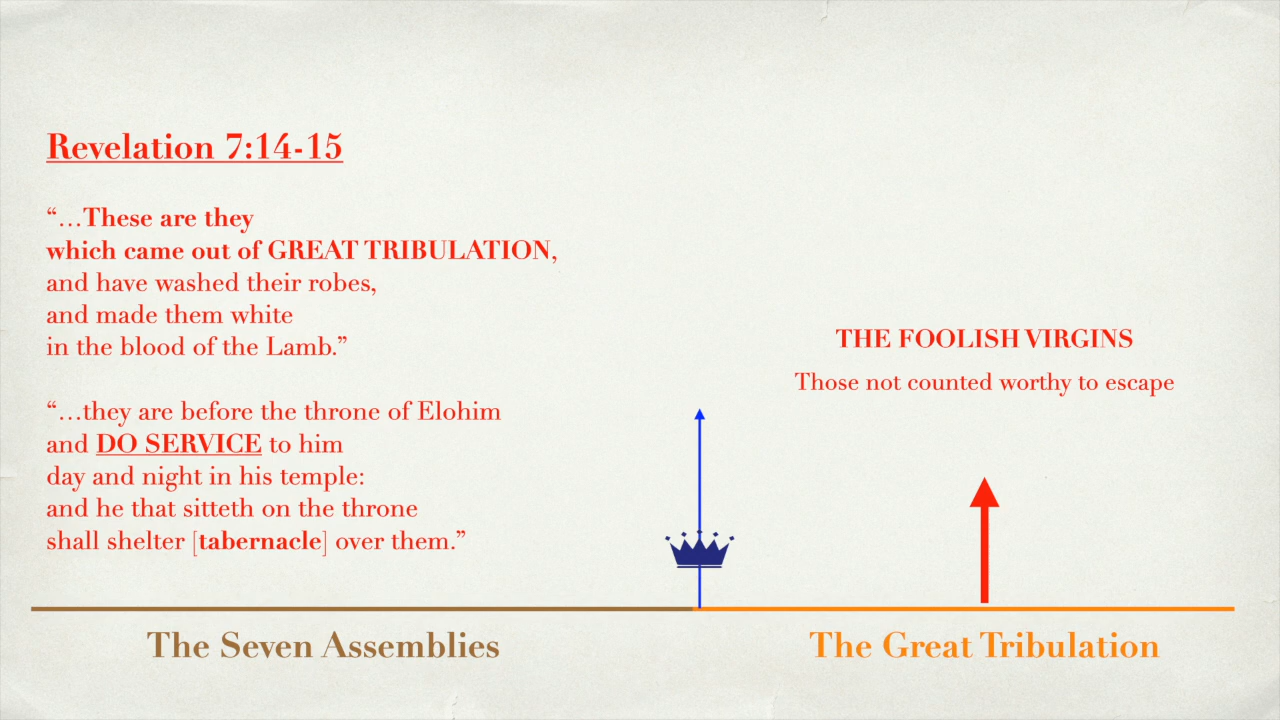 Revelation 7:14-15
“…These are they
which came out of GREAT TRIBULATION,
and have washed their robes,
and made them white
in the blood of the Lamb.”
“…they are before the throne of Elohim
and DO SERVICE to him
day and night in his temple:
and he that sitteth on the throne
shall shelter [tabernacle] over them.”
THE FOOLISH VIRGINS
Those not counted worthy to escape
The Seven Assemblies
The Great Tribulation